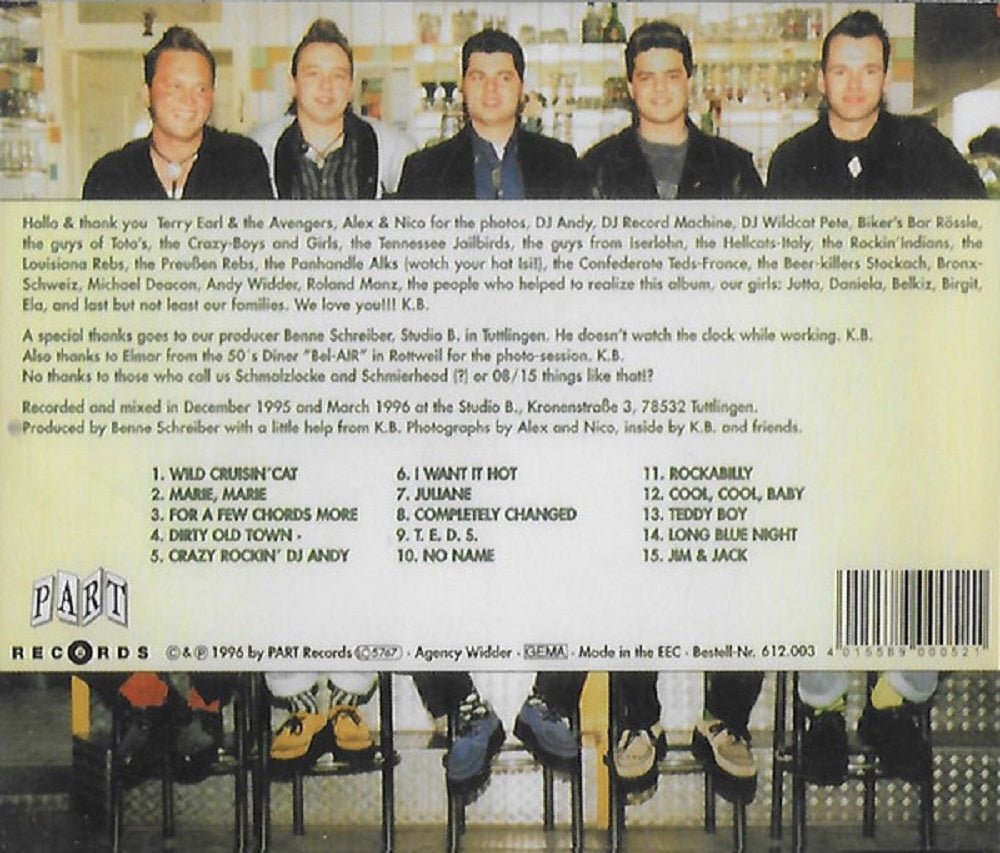 Hallo & thank you Terry Earl & the Avengers, Alex & Nico for the photos, DJ Andy, DJ Record Machine, DJ Wildcat Pete, Biker's Bar Rössle,
the guys of Toto's, the Crazy-Boys and Girls, the Tennessee Jailbirds, the guys from Iserlohn, the Hellcats-Italy, the Rockin'Indians, the
Louisiana Rebs, the Preußen Rebs, the Panhandle Alks (watch your hat Isi!), the Confederate Teds-France, the Beer-killers Stockach, Bronx-
Schweiz, Michael Deacon, Andy Widder, Roland Manz, the people who helped to realize this album, our girls: Jutta, Daniela, Belkiz, Birgit,
Ela, and last but not least our families. We love you!!! K.B.
A special thanks goes to our producer Benne Schreiber, Studio B. in Tuttlingen. He doesn't watch the clock while working. K.B.
Also thanks to Elmar from the 50's Diner "Bel-AIR" in Rottweil for the photo-session. K.B.
No thanks to those who call us Schmalzlocke and Schmierhead (?) or 08/15 things like that!?
Recorded and mixed in December 1995 and March 1996 at the Studio B., Kronenstraße 3, 78532 Tuttlingen.
Produced by Benne Schreiber with a little help from K.B. Photographs by Alex and Nico, inside by K.B. and friends.
1. WILD CRUISIN'CAT
2. MARIE, MARIE
3. FOR A FEW CHORDS MORE
4. DIRTY OLD TOWN •
5. CRAZY ROCKIN' DJ ANDY
6. I WANT IT HOT
7. JULIANE
8. COMPLETELY CHANGED
9. T. E. D. S.
10. NO NAME
11. ROCKABILLY
12. COOL, COOL, BABY
13. TEDDY BOY
14. LONG BLUE NIGHT
15. JIM & JACK
PART
RECORDS
© & ℗ 1996 by PART Records LC 5767 • Agency Widder • GEMA • Made in the EEC • Bestell-Nr. 612.003
4 015589 000521